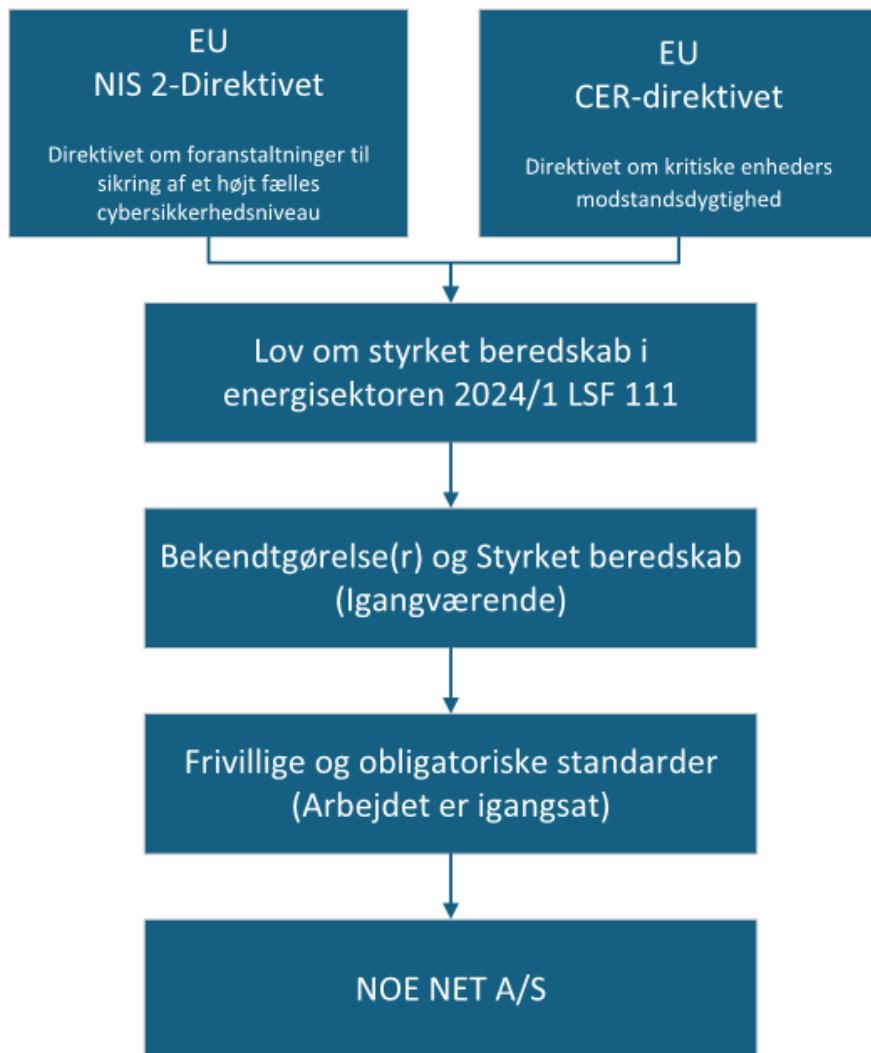 EU
NIS 2-Direktivet
Direktivet om foranstaltninger til
sikring af et højt fælles
cybersikkerhedsniveau
EU
CER-direktivet
Direktivet om kritiske enheders
modstandsdygtighed
Lov om styrket beredskab i
energisektoren 2024/1 LSF 111
Bekendtgørelse(r) og Styrket beredskab
(Igangværende)
Frivillige og obligatoriske standarder
(Arbejdet er igangsat)
NOE NET A/S